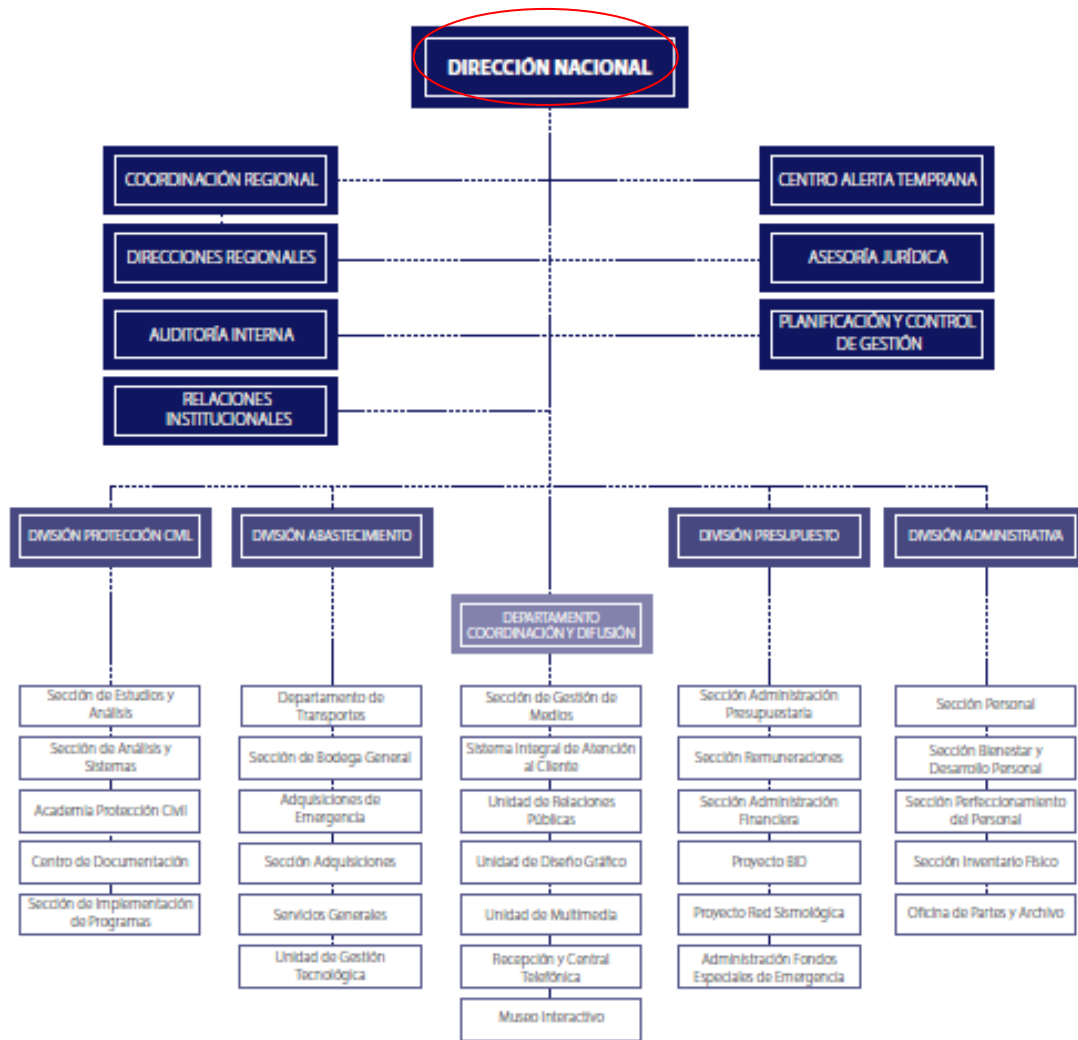 DIRECCIÓN NACIONAL
COORDINACIÓN REGIONAL
CENTRO ALERTA TEMPRANA
DIRECCIONES REGIONALES
ASESORÍA JURÍDICA
AUDITORÍA INTERNA
PLANIFICACIÓN Y CONTROL
DE GESTIÓN
RELACIONES
INSTITUCIONALES
DIVISIÓN PROTECCIÓN CIVIL
DIVISIÓN ABASTECIMIENTO
DIVISIÓN PRESUPUESTO
DIVISIÓN ADMINISTRATIVA
DEPARTAMENTO
COORDINACIÓN Y DIFUSIÓN
Sección de Estudios y
Análisis
Sección de Análisis y
Sistemas
Academia Protección Civil
Centro de Documentación
Sección de Implementación
de Programas
Departamento de
Transportes
Sección de Bodega General
Adquisiciones de
Emergencia
Sección Adquisiciones
Servicios Generales
Unidad de Gestión
Tecnológica
Sección de Gestión de
Medios
Sistema Integral de Atención
al Cliente
Unidad de Relaciones
Públicas
Unidad de Diseño Gráfico
Unidad de Multimedia
Recepción y Central
Telefónica
Museo Interactivo
Sección Administración
Presupuestaria
Sección Remuneraciones
Sección Administración
Financiera
Proyecto BID
Proyecto Red Sismológica
Administración Fondos
Especiales de Emergencia
Sección Personal
Sección Bienestar y
Desarrollo Personal
Sección Perfeccionamiento
del Personal
Sección Inventario Físico
Oficina de Partes y Archivo